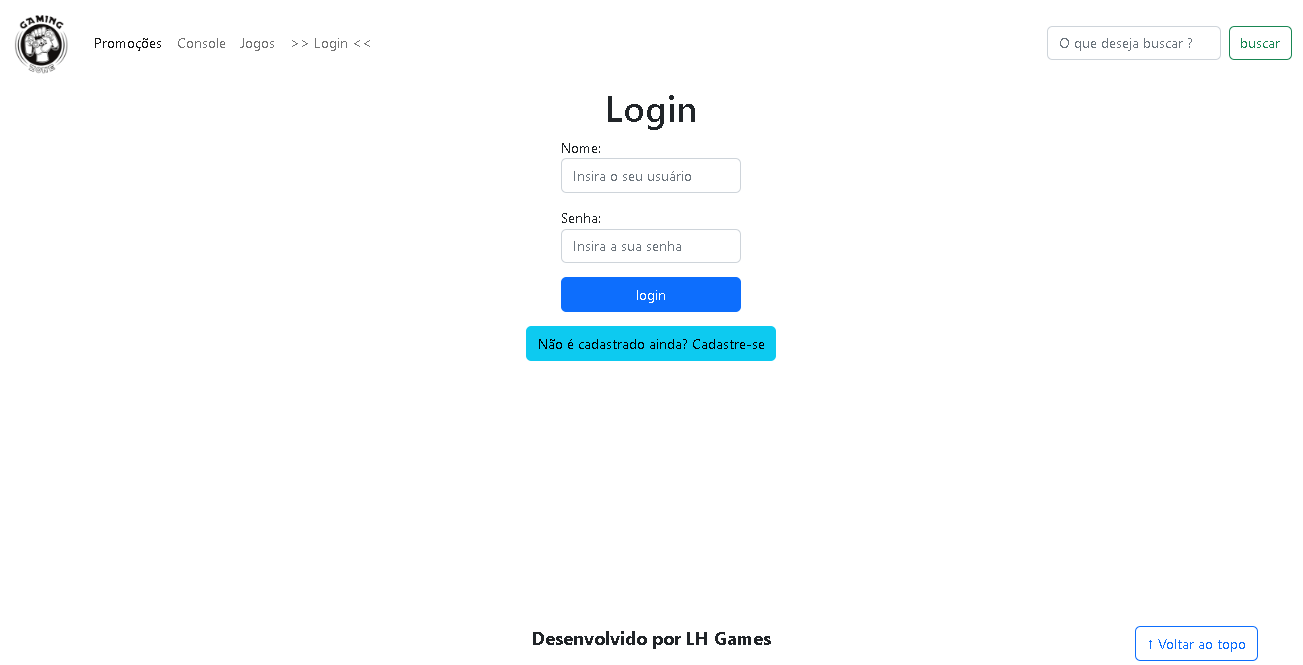 GAMING
ZONE
Promoções Console Jogos >> Login <<
O que deseja buscar ? buscar
Login
Nome:
Insira o seu usuário
Senha:
Insira a sua senha
login
Não é cadastrado ainda? Cadastre-se
Desenvolvido por LH Games
↑ Voltar ao topo